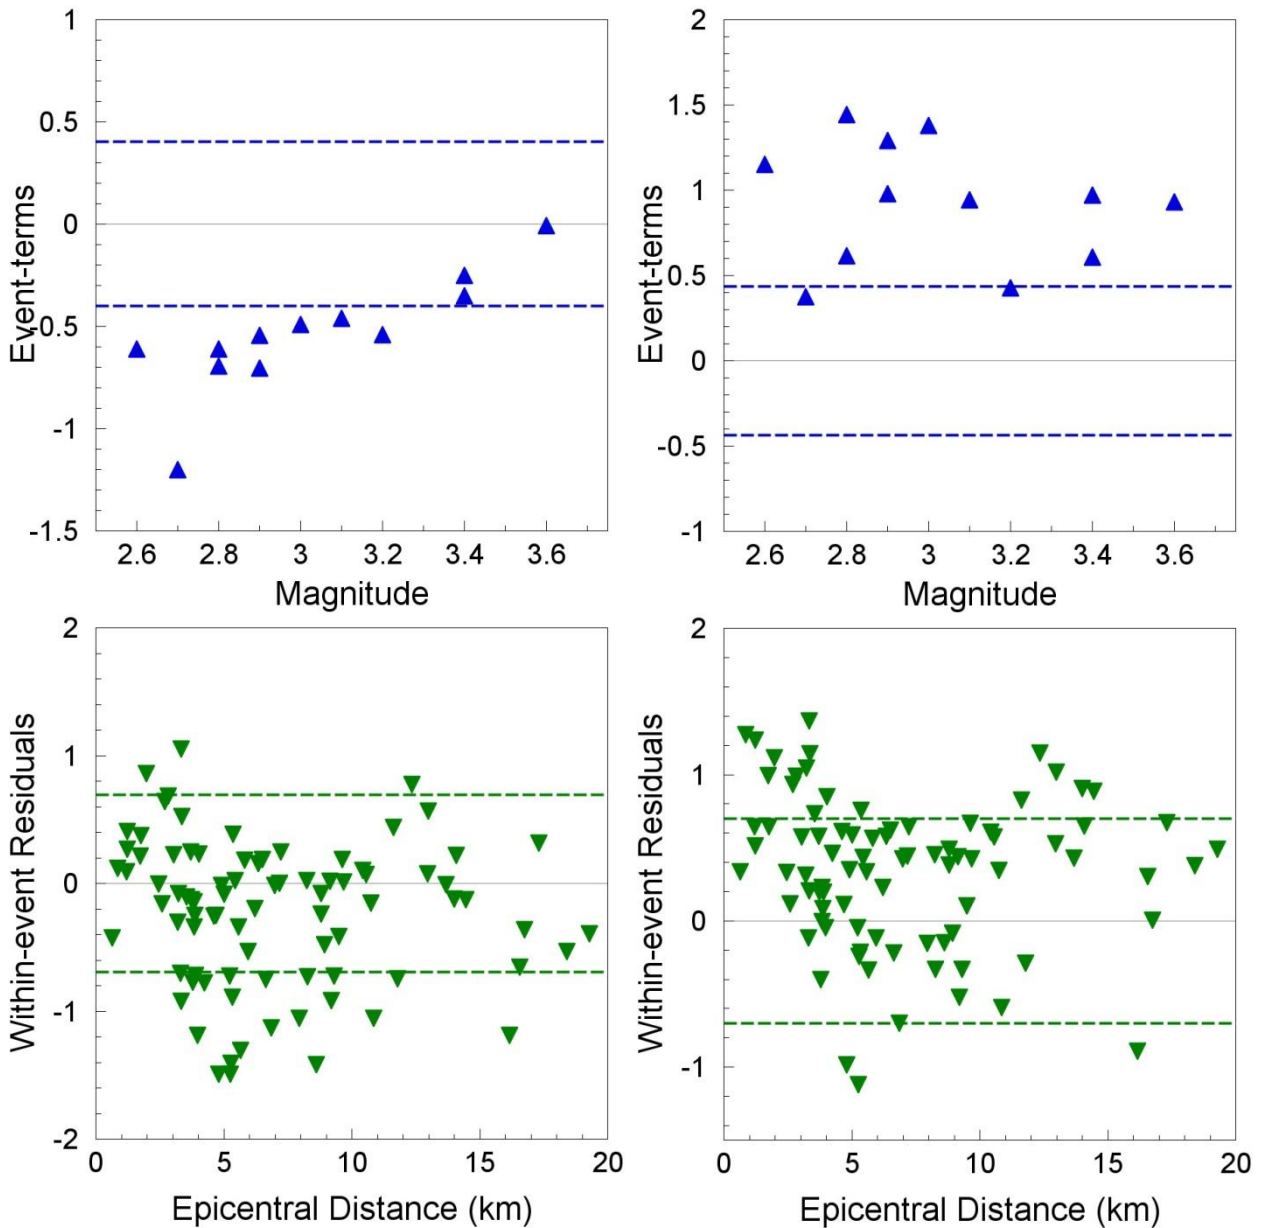 1
0.5
0
-0.5
-1
-1.5
Event-terms
2.6 2.8 3 3.2 3.4 3.6
Magnitude
2
1.5
1
0.5
0
-0.5
-1
Event-terms
2.6 2.8 3 3.2 3.4 3.6
Magnitude
2
1
0
-1
-2
Within-event Residuals
0 5 10 15 20
Epicentral Distance (km)
2
1
0
-1
Within-event Residuals
0 5 10 15 20
Epicentral Distance (km)